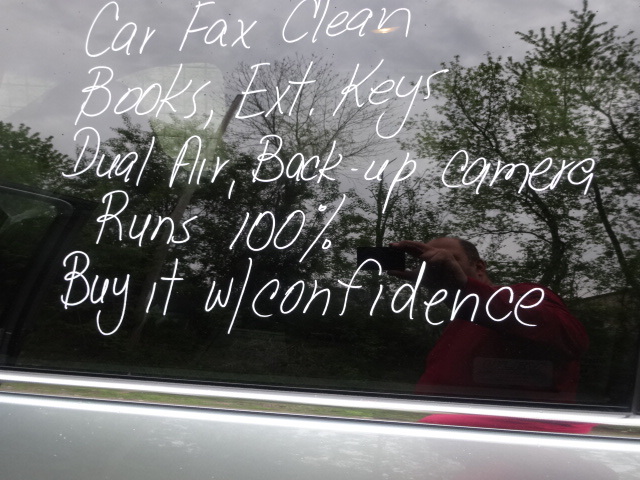 Car Fax Clean
Books, Ext. Keys
Dual Air, Back-up camera
Runs 100%
Buy it w/confidence